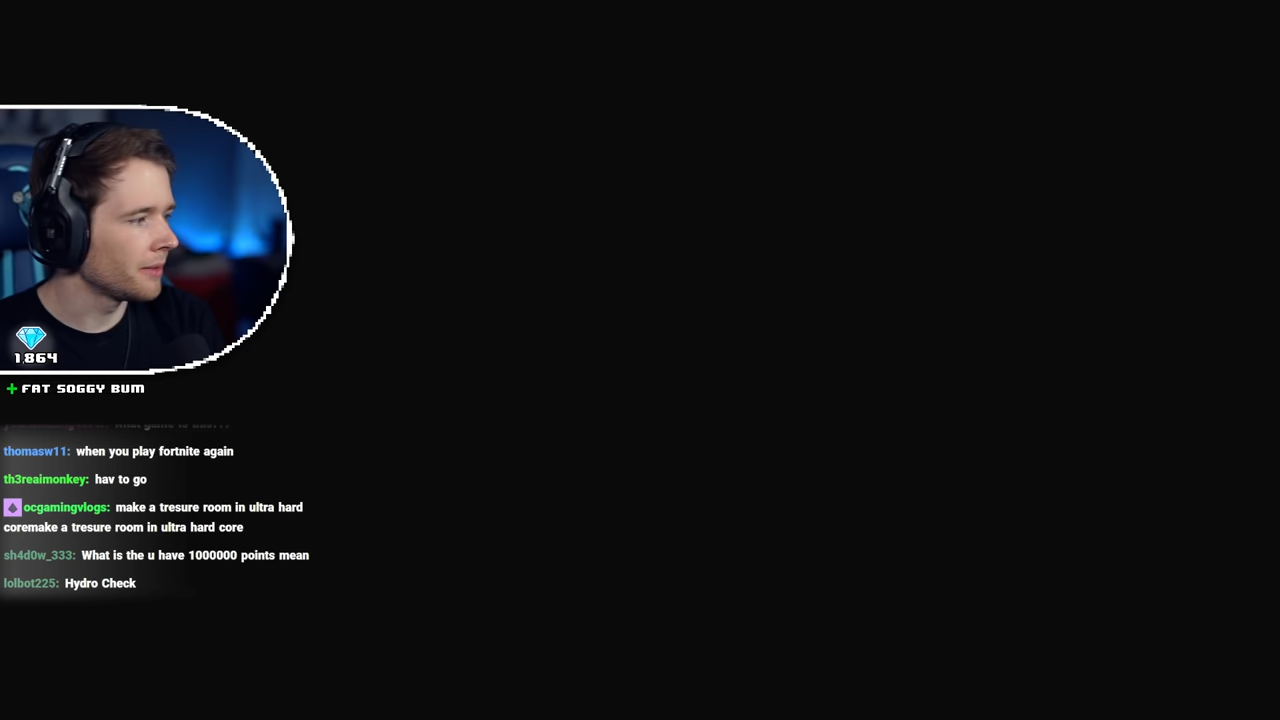 1864
+ FAT SOGGY BUM
thomasw11: when you play fortnite again
th3reaimonkey: hav to go
ocgamingvlogs: make a tresure room in ultra hard
coremake a tresure room in ultra hard core
sh4d0w_333: What is the u have 1000000 points mean
lolbot225: Hydro Check